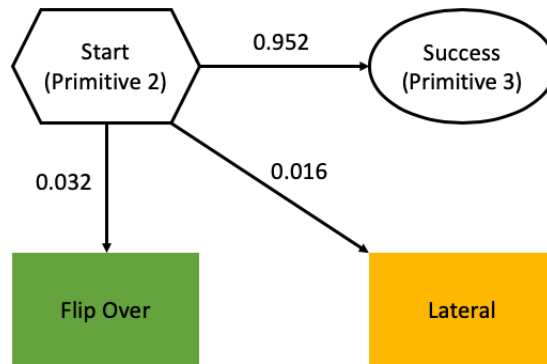 Start
(Primitive 2)
0.952
Success
(Primitive 3)
0.032
0.016
Flip Over
Lateral